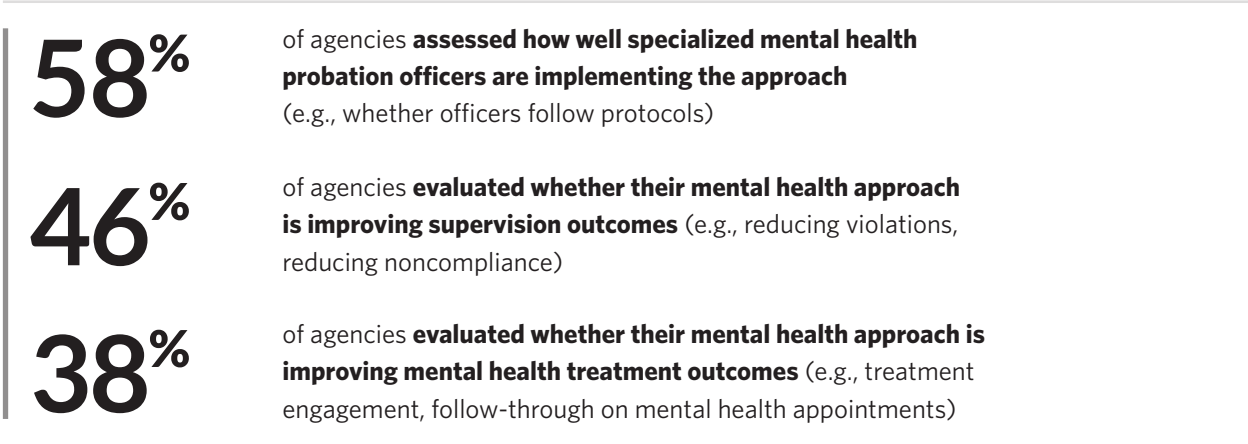 58%
of agencies assessed how well specialized mental health
probation officers are implementing the approach
(e.g., whether officers follow protocols)
46%
of agencies evaluated whether their mental health approach
is improving supervision outcomes (e.g., reducing violations,
reducing noncompliance)
38%
of agencies evaluated whether their mental health approach is
improving mental health treatment outcomes (e.g., treatment
engagement, follow-through on mental health appointments)